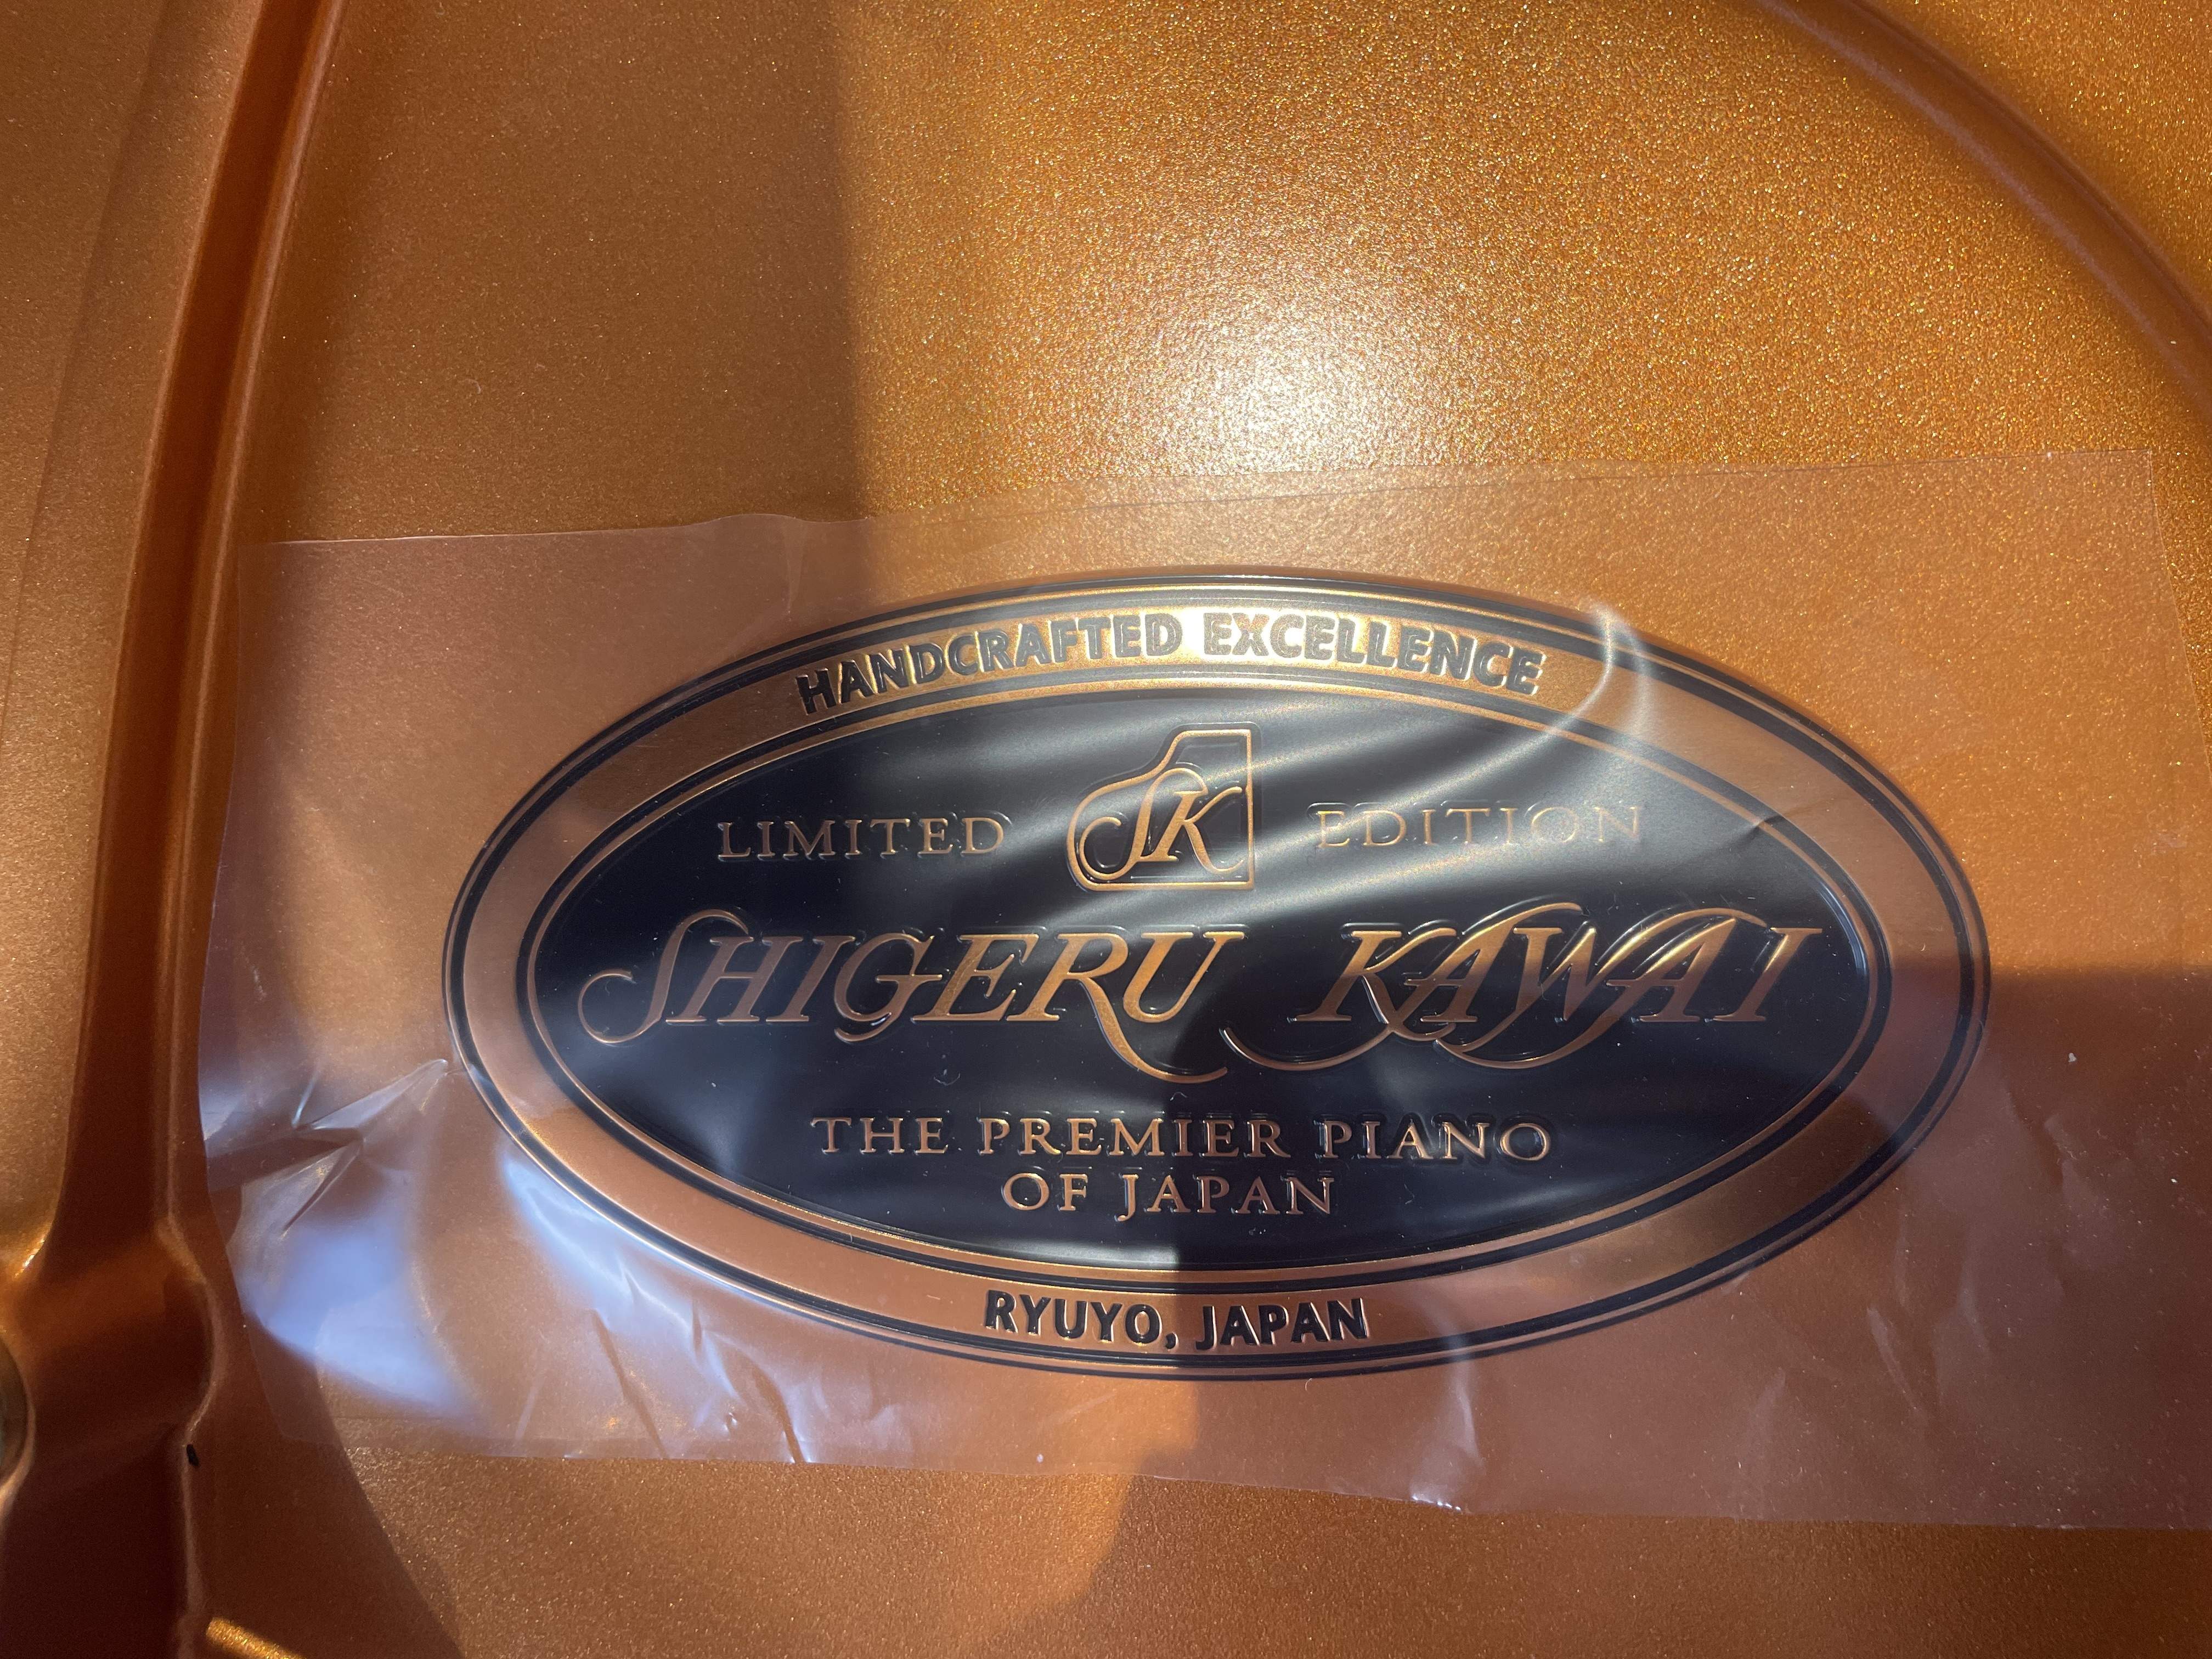 HANDCRAFTED EXCELLENCE
LIMITED SK EDITION
SHIGERU KAWAI
THE PREMIER PIANO
OF JAPAN
RYUYO, JAPAN